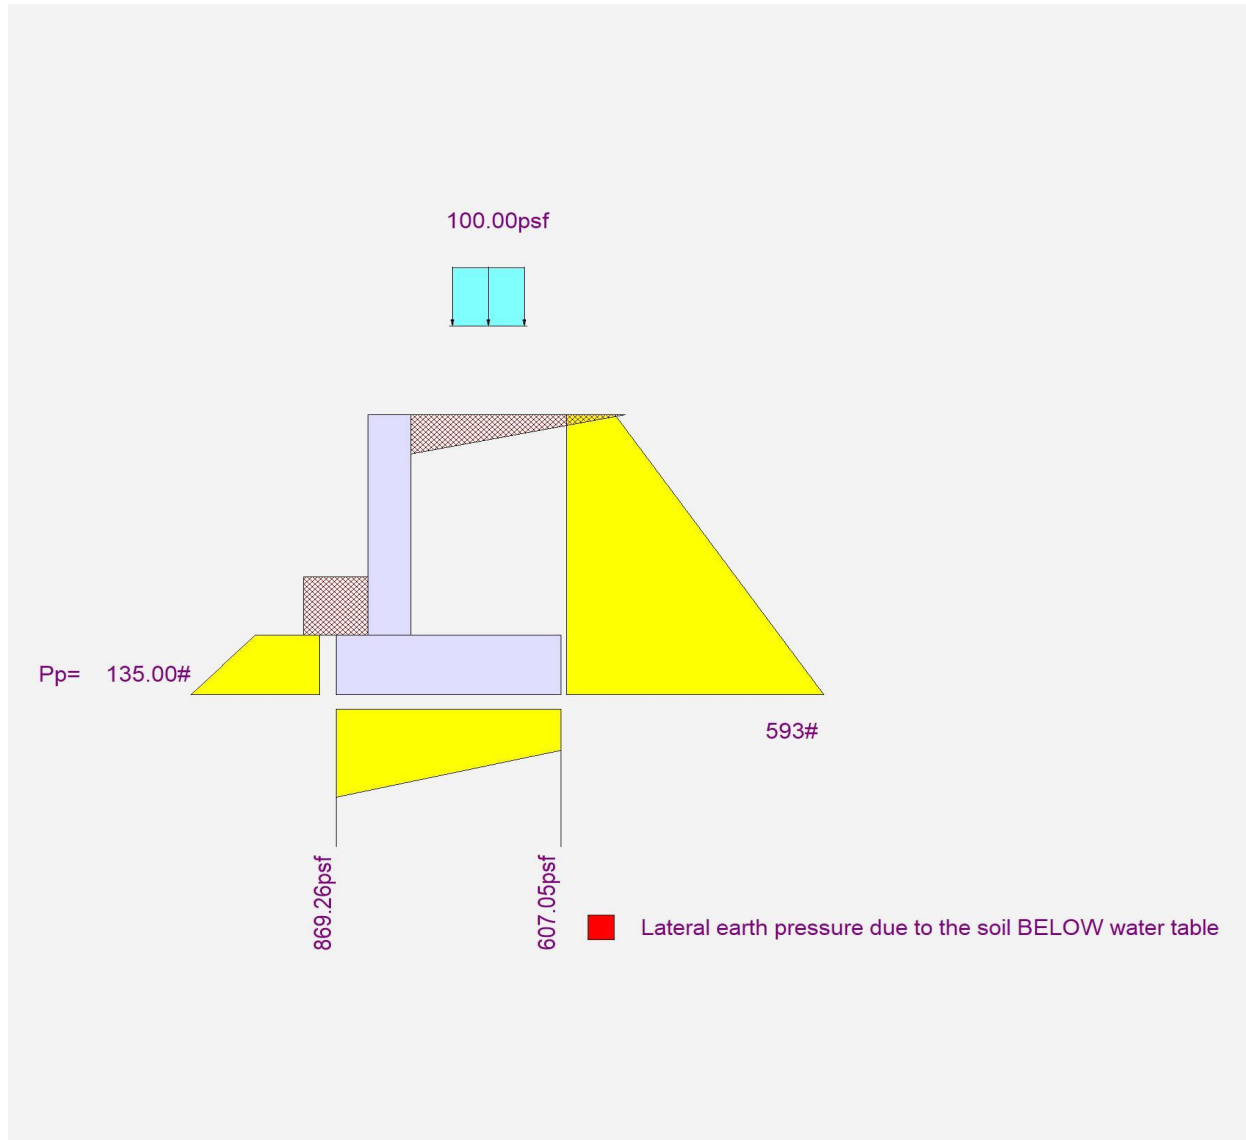 100.00psf
Pp= 135.00#
593#
869.26psf
607.05psf
Lateral earth pressure due to the soil BELOW water table